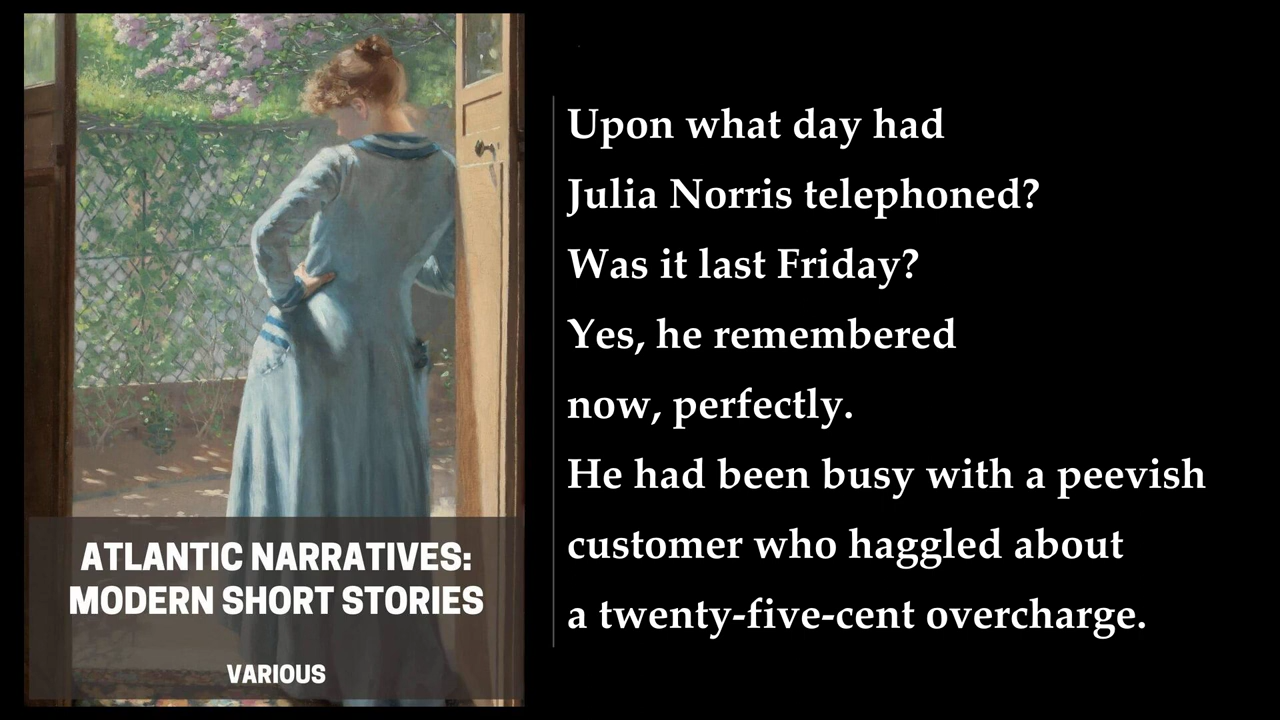 ATLANTIC NARRATIVES:
MODERN SHORT STORIES
VARIOUS
Upon what day had
Julia Norris telephoned?
Was it last Friday?
Yes, he remembered
now, perfectly.
He had been busy with a peevish
customer who haggled about
a twenty-five-cent overcharge.